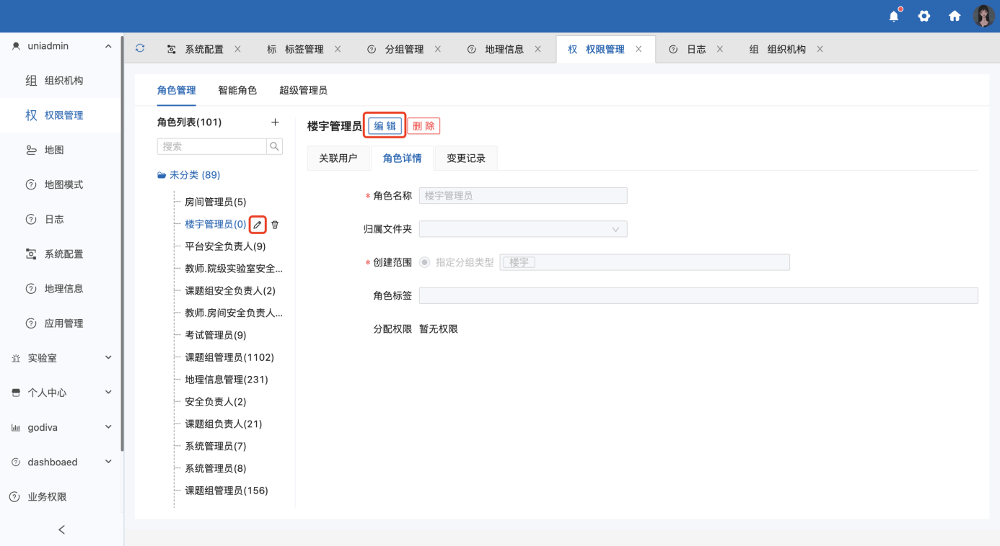 uniadmin
组 组织机构
权 权限管理
地图
地图模式
日志
系统配置
地理信息
应用管理
实验室
个人中心
godiva
dashboaed
业务权限
系统配置
标 标签管理
分组管理
地理信息
权 权限管理
日志
组 组织机构
角色管理 智能角色 超级管理员
角色列表(101)
搜索
未分类 (89)
房间管理员(5)
楼宇管理员(0)
平台安全负责人(9)
教师.院级实验室安全...
课题组安全负责人(2)
教师.房间安全负责人...
考试管理员(9)
课题组管理员(1102)
地理信息管理(231)
安全负责人(2)
课题组负责人(21)
系统管理员(7)
系统管理员(8)
课题组管理员(156)
楼宇管理员 编 辑 删 除
关联用户 角色详情 变更记录
* 角色名称 楼宇管理员
归属文件夹
* 创建范围 指定分组类型 楼宇
角色标签
分配权限 暂无权限